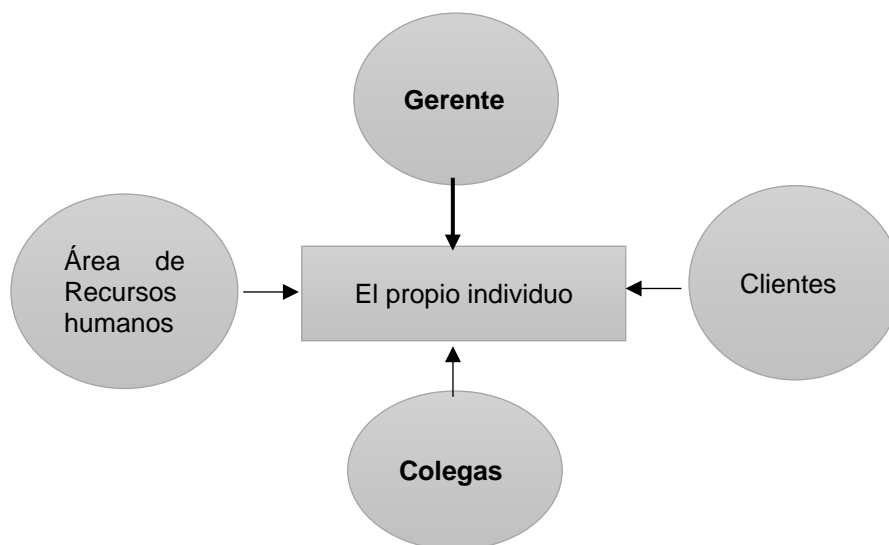 Gerente
Área de
Recursos
humanos
El propio individuo
Clientes
Colegas